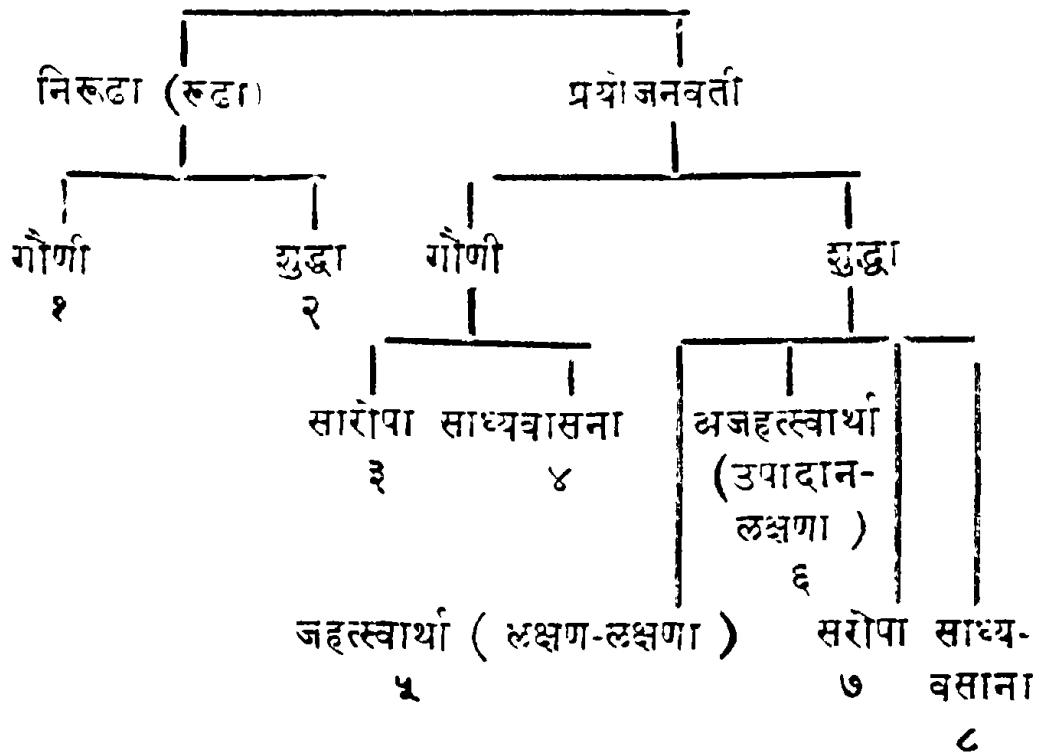 निरूढा (रूढा) प्रयोजनवती
गौणी शुद्धा गौणी शुद्धा
१ २
सारोपा साध्यवासना अजहत्स्वार्था
३ ४ (उपादान-
लक्षणा )
६
जहत्स्वार्था ( लक्षण-लक्षणा ) सरोपा साध्य-
५ ७ वसाना
८